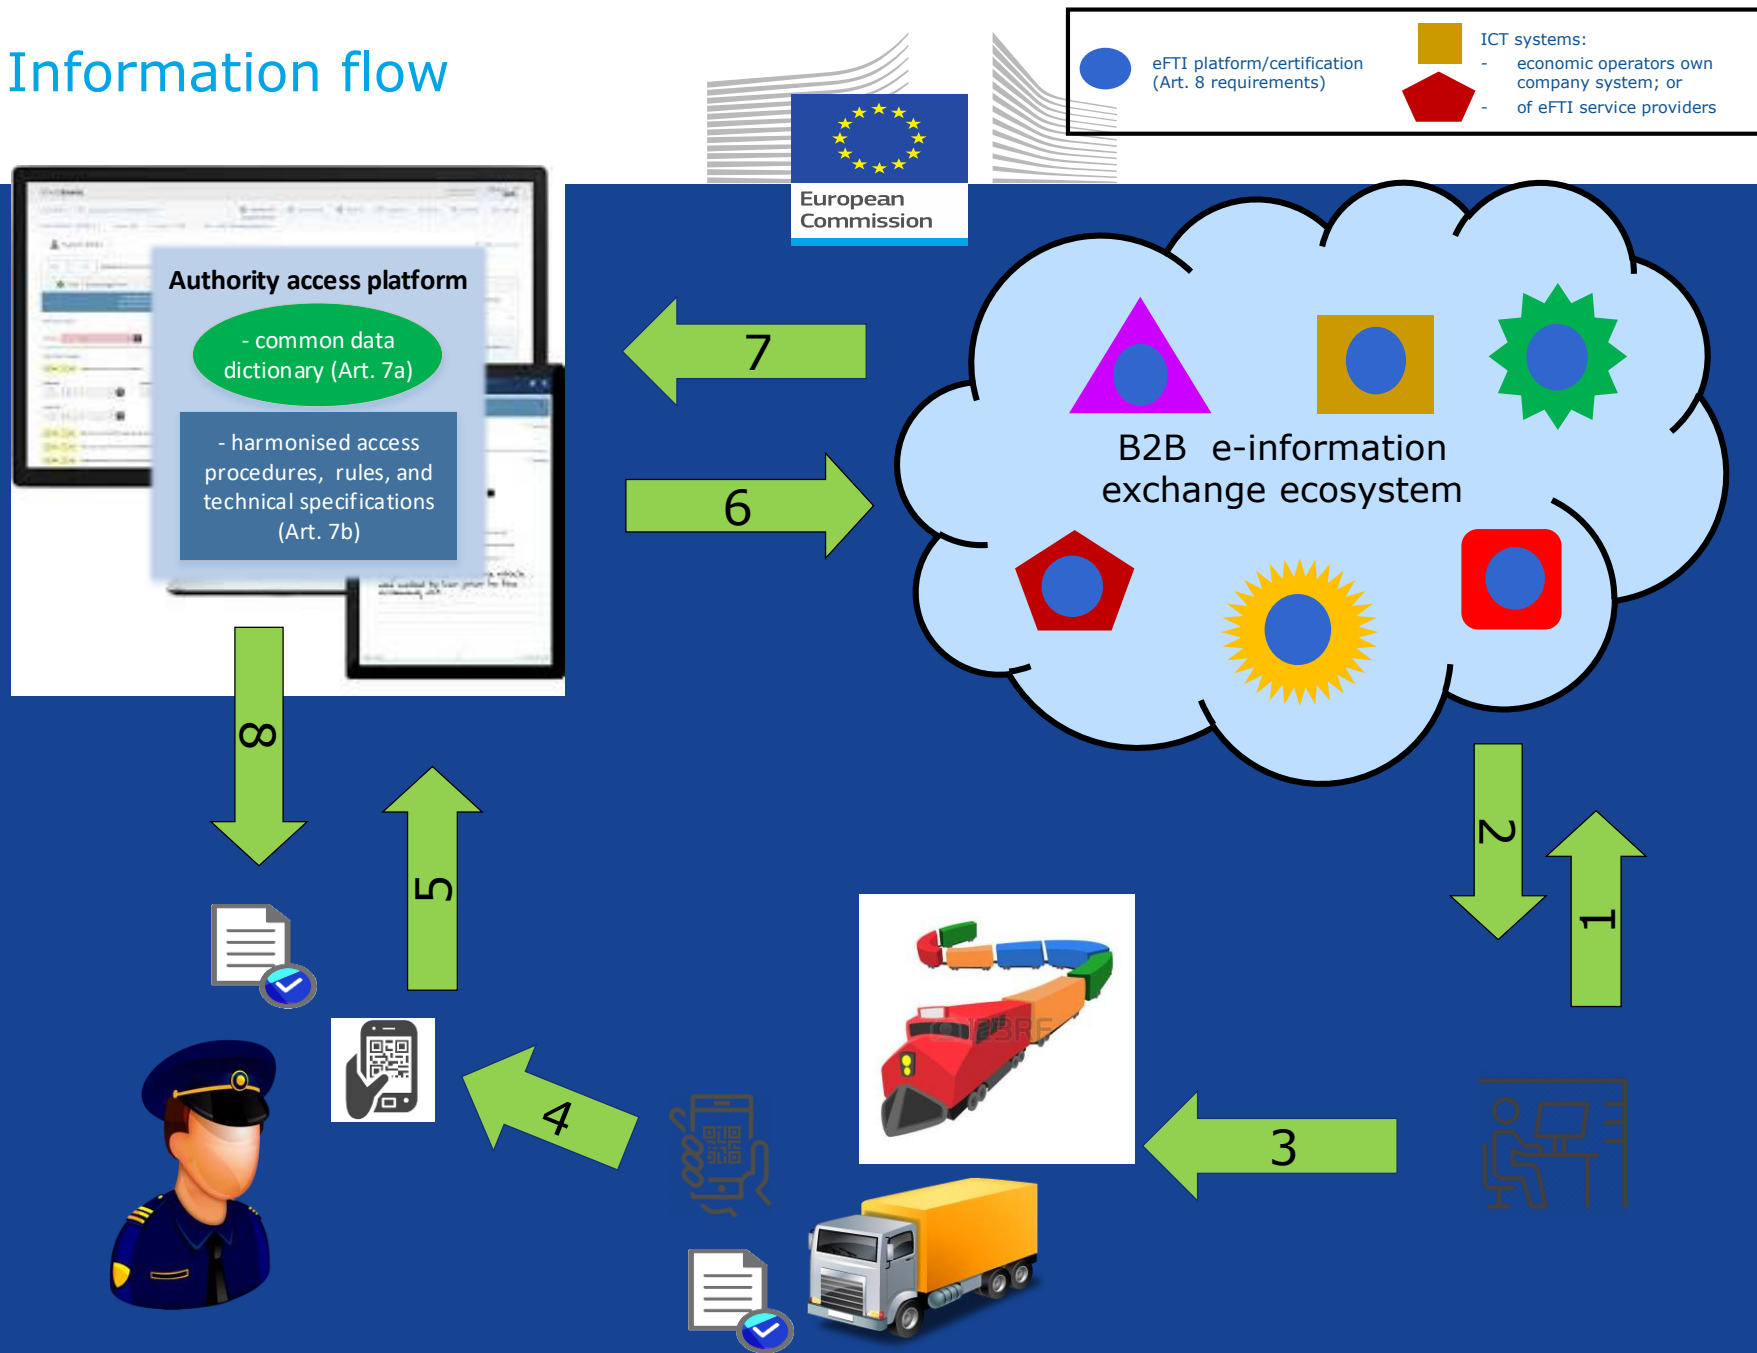 Information flow
eFTI platform/certification
(Art. 8 requirements)
ICT systems:
- economic operators own
company system; or
- of eFTI service providers
European
Commission
Authority access platform
- common data
dictionary (Art. 7a)
- harmonised access
procedures, rules, and
technical specifications
(Art. 7b)
7
6
B2B e-information
exchange ecosystem
8
5
2
1
4
3